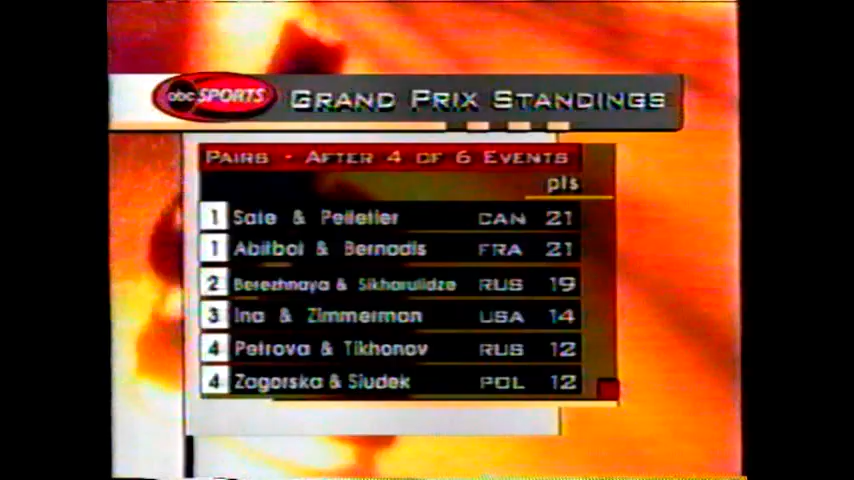 abc SPORTS GRAND PRIX STANDINGS
PAIRS - AFTER 4 OF 6 EVENTS
pts
1 Sale & Pelletier CAN 21
1 Abitbol & Bernadis FRA 21
2 Berezhnaya & Sikharulidze RUS 19
3 Ina & Zimmerman USA 14
4 Petrova & Tikhonov RUS 12
4 Zagorska & Siudek POL 12